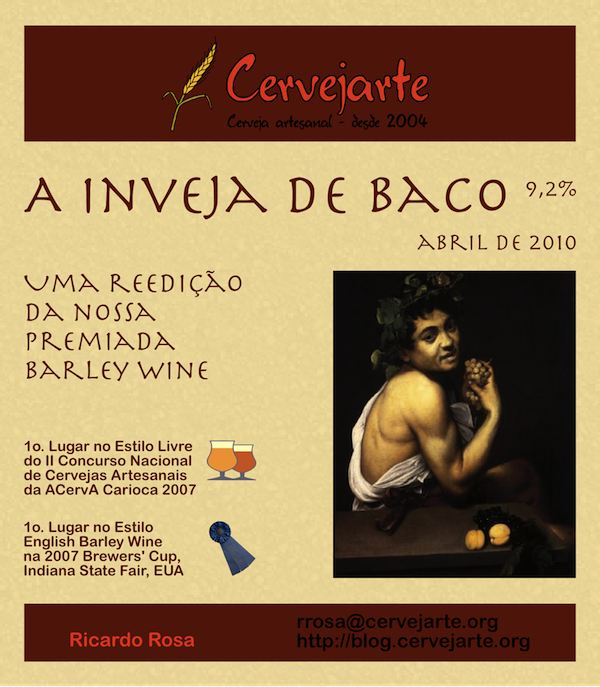 Cervejarte
Cerveja artesanal - desde 2004
A INVEJA DE BACO 9,2%
ABRIL DE 2010
UMA REEDIÇÃO
DA NOSSA
PREMIADA
BARLEY WINE
1o. Lugar no Estilo Livre
do II Concurso Nacional
de Cervejas Artesanais
da ACervA Carioca 2007
1o. Lugar no Estilo
English Barley Wine
na 2007 Brewers' Cup,
Indiana State Fair, EUA
Ricardo Rosa
rrosa@cervejarte.org
http://blog.cervejarte.org